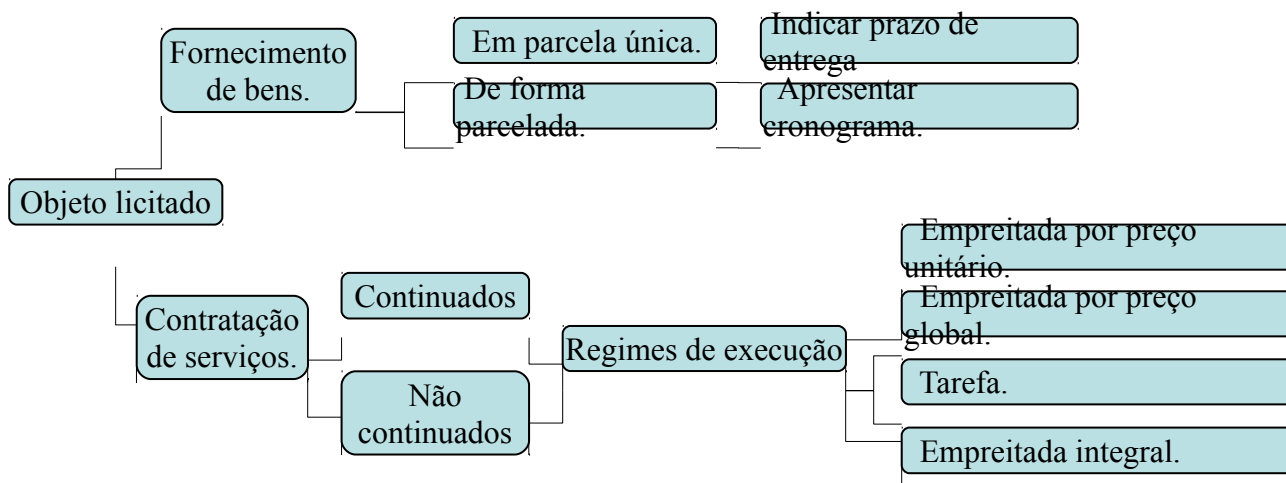 Fornecimento
de bens.
Em parcela única.
Indicar prazo de
entrega
De forma
parcelada.
Apresentar
cronograma.
Objeto licitado
Contratação
de serviços.
Continuados
Não
continuados
Regimes de execução
Empreitada por preço
unitário.
Empreitada por preço
global.
Tarefa.
Empreitada integral.